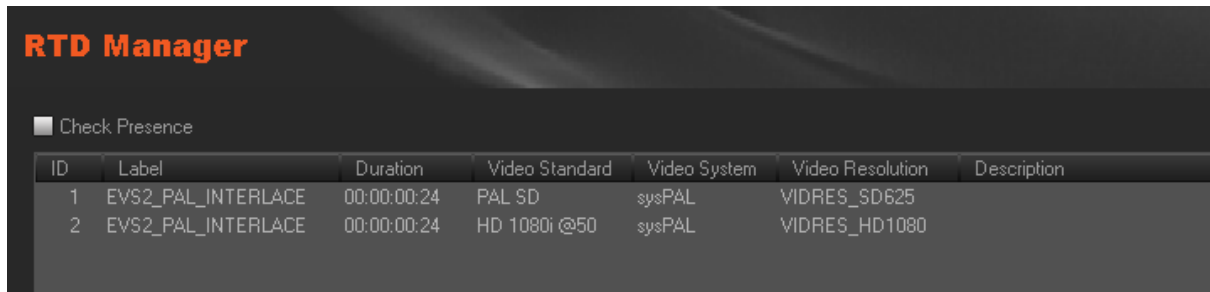 RTD Manager
Check Presence
ID Label Duration Video Standard Video System Video Resolution Description
1 EVS2_PAL_INTERLACE 00:00:00:24 PAL SD sysPAL VIDRES_SD625
2 EVS2_PAL_INTERLACE 00:00:00:24 HD 1080i @50 sysPAL VIDRES_HD1080